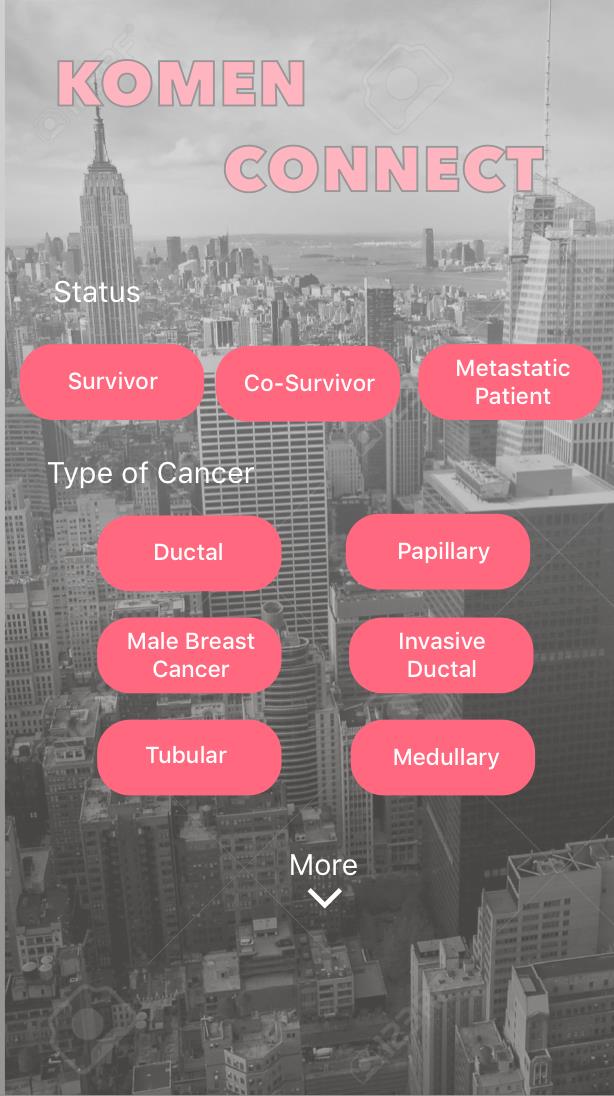 KOMEN
CONNECT
Status
Survivor
Co-Survivor
Metastatic
Patient
Type of Cancer
Ductal
Papillary
Male Breast
Cancer
Invasive
Ductal
Tubular
Medullary
More